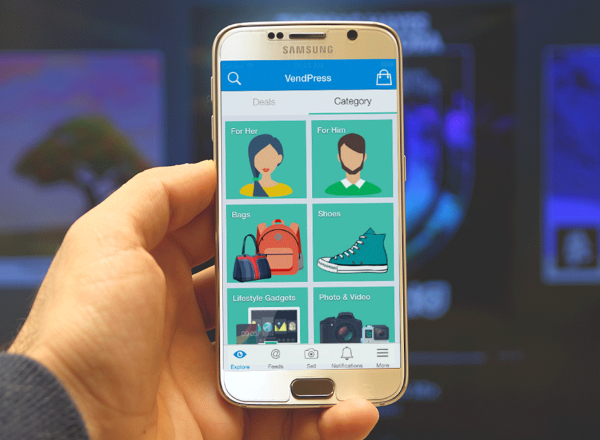 SAMSUNG
VendPress
Deals
Category
For Her
For Him
Bags
Shoes
Lifestyle Gadgets
Photo & Video
Explore
Feeds
Sell
Notifications
More